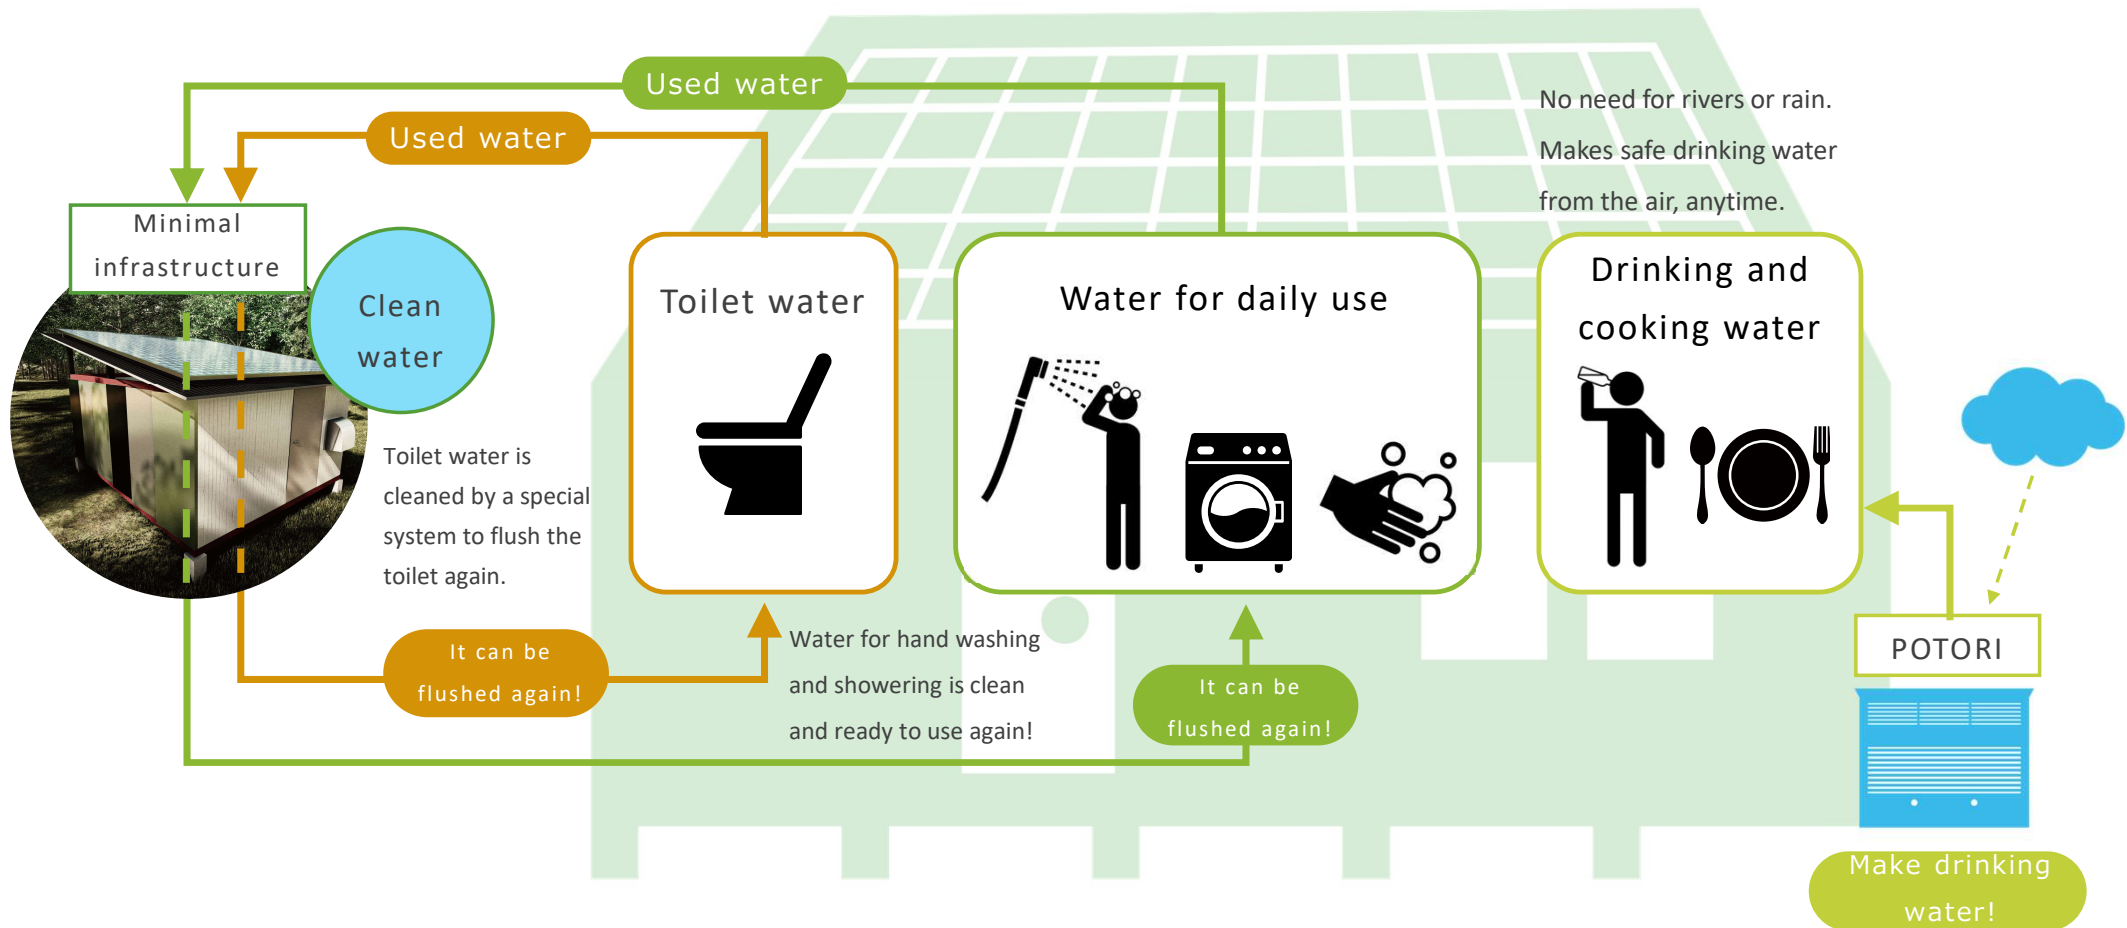 Used water
Used water
No need for rivers or rain.
Makes safe drinking water
from the air, anytime.
Minimal
infrastructure
Clean
water
Toilet water
Water for daily use
Drinking and
cooking water
Toilet water is
cleaned by a special
system to flush the
toilet again.
It can be
flushed again!
Water for hand washing
and showering is clean
and ready to use again!
It can be
flushed again!
POTORI
Make drinking
water!